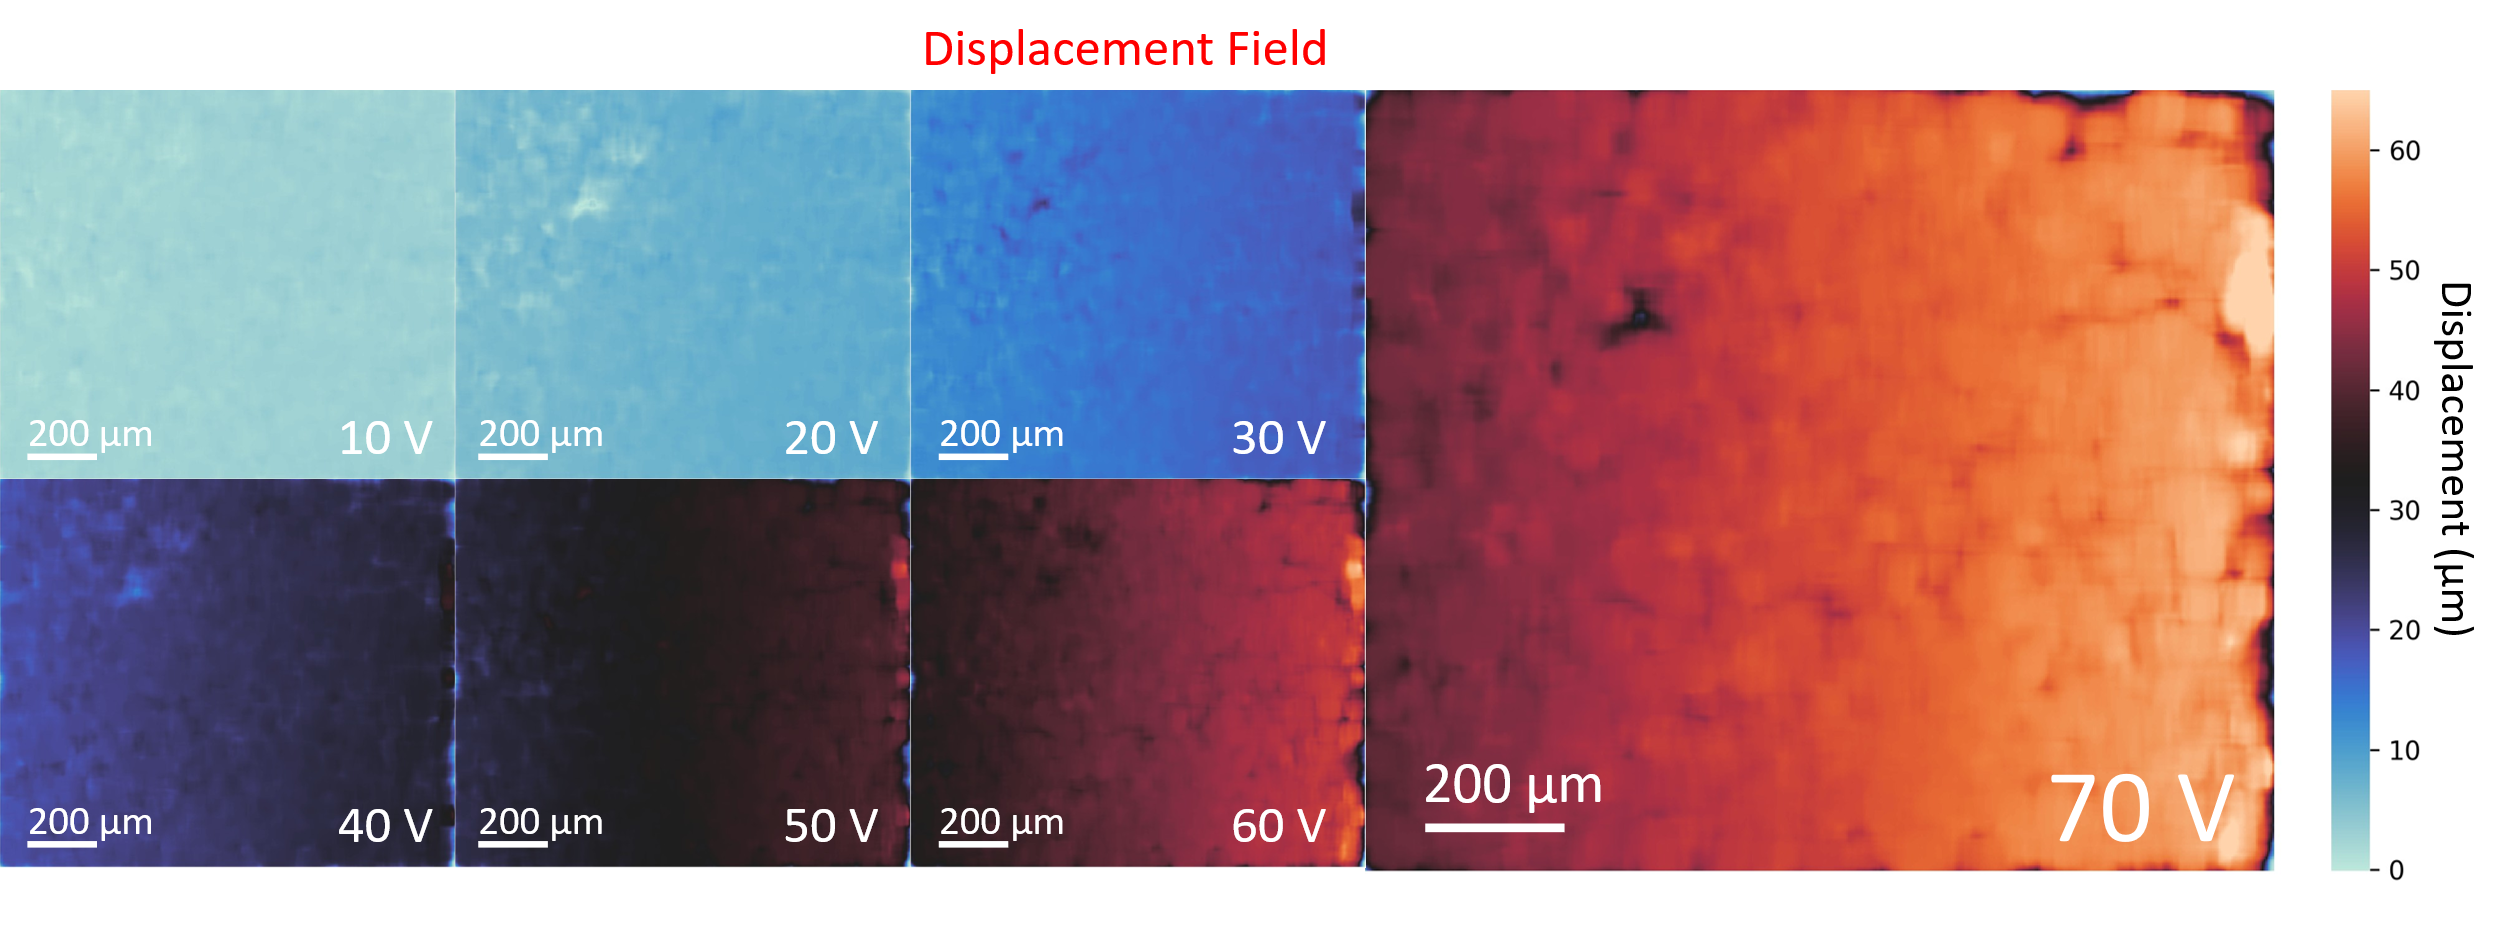 Displacement Field
200 µm
10 V
200 µm
20 V
200 µm
30 V
200 µm
40 V
200 µm
50 V
200 µm
60 V
200 µm
70 V
60
50
40
30
20
10
0
Displacement (µm)